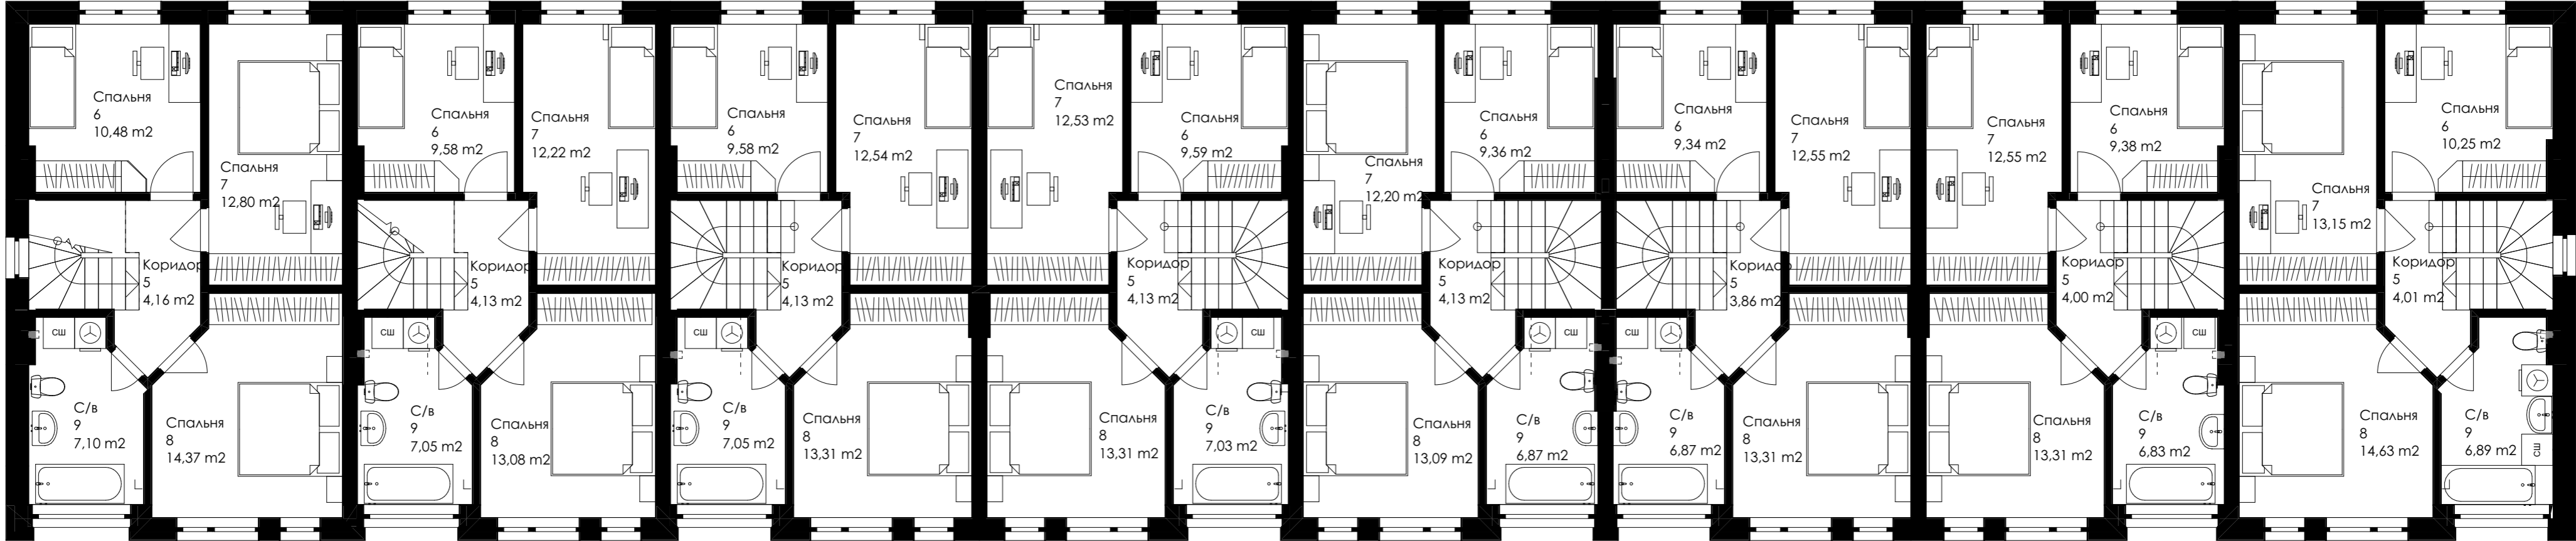 Спальня
6
10,48 m2
Спальня
7
12,80 m2
Коридор
5
4,16 m2
СШ
С/в
9
7,10 m2
Спальня
8
14,37 m2
Спальня
6
9,58 m2
Спальня
7
12,22 m2
Коридор
5
4,13 m2
СШ
С/в
9
7,05 m2
Спальня
8
13,08 m2
Спальня
6
9,58 m2
Спальня
7
12,54 m2
Коридор
5
4,13 m2
СШ
С/в
9
7,05 m2
Спальня
8
13,31 m2
Спальня
7
12,53 m2
Спальня
6
9,59 m2
Коридор
5
4,13 m2
СШ
Спальня
8
13,31 m2
С/в
9
7,03 m2
Спальня
7
12,20 m2
Спальня
6
9,36 m2
Коридор
5
4,13 m2
СШ
Спальня
8
13,09 m2
С/в
9
6,87 m2
Спальня
6
9,34 m2
Спальня
7
12,55 m2
Коридор
5
3,86 m2
СШ
С/в
9
6,87 m2
Спальня
8
13,31 m2
Спальня
7
12,55 m2
Спальня
6
9,38 m2
Коридор
5
4,00 m2
СШ
Спальня
8
13,31 m2
С/в
9
6,83 m2
Спальня
7
13,15 m2
Спальня
6
10,25 m2
Коридор
5
4,01 m2
Спальня
8
14,63 m2
С/в
9
6,89 m2
СШ